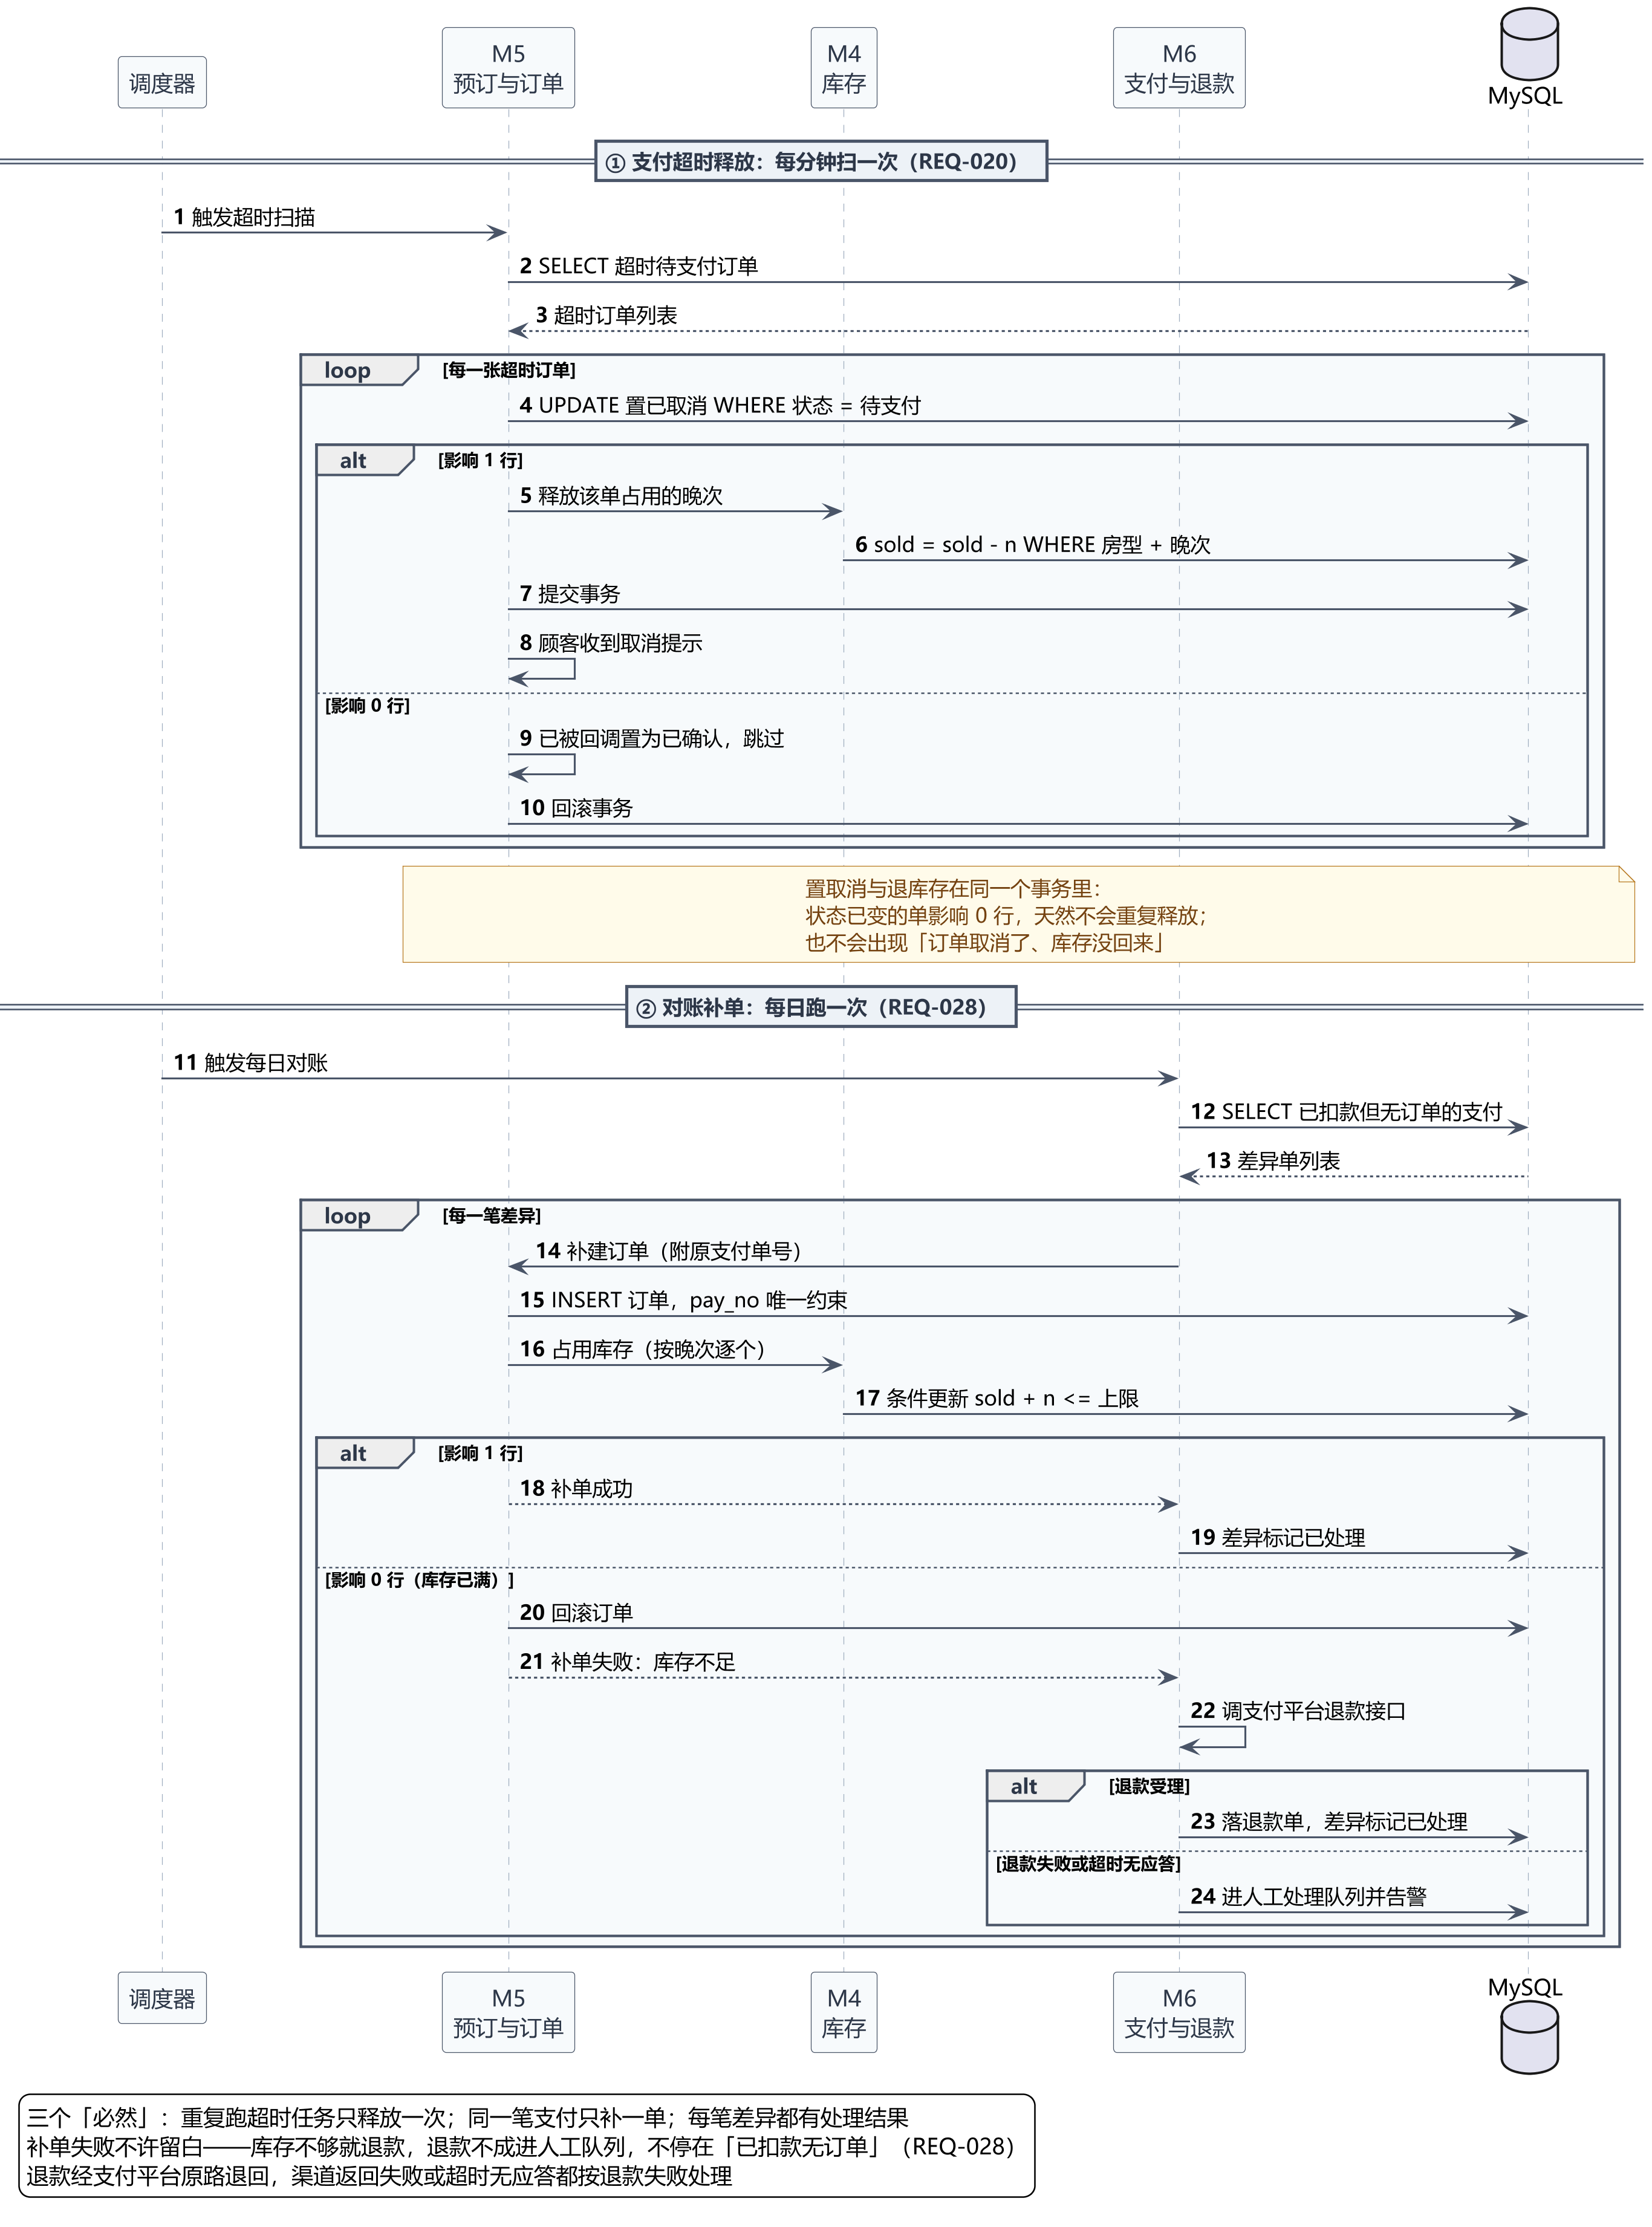 调度器
M5
预订与订单
M4
库存
M6
支付与退款
MySQL
① 支付超时释放：每分钟扫一次（REQ-020）
1 触发超时扫描
2 SELECT 超时待支付订单
3 超时订单列表
loop [每一张超时订单]
4 UPDATE 置已取消 WHERE 状态 = 待支付
alt [影响 1 行]
5 释放该单占用的晚次
6 sold = sold - n WHERE 房型 + 晚次
7 提交事务
8 顾客收到取消提示
[影响 0 行]
9 已被回调置为已确认，跳过
10 回滚事务
置取消与退库存在同一个事务里：
状态已变的单影响 0 行，天然不会重复释放；
也不会出现「订单取消了、库存没回来」
② 对账补单：每日跑一次（REQ-028）
11 触发每日对账
12 SELECT 已扣款但无订单的支付
13 差异单列表
loop [每一笔差异]
14 补建订单（附原支付单号）
15 INSERT 订单，pay_no 唯一约束
16 占用库存（按晚次逐个）
17 条件更新 sold + n <= 上限
alt [影响 1 行]
18 补单成功
19 差异标记已处理
[影响 0 行（库存已满）]
20 回滚订单
21 补单失败：库存不足
22 调支付平台退款接口
alt [退款受理]
23 落退款单，差异标记已处理
[退款失败或超时无应答]
24 进人工处理队列并告警
调度器
M5
预订与订单
M4
库存
M6
支付与退款
MySQL
三个「必然」：重复跑超时任务只释放一次；同一笔支付只补一单；每笔差异都有处理结果
补单失败不许留白——库存不够就退款，退款不成进人工队列，不停在「已扣款无订单」（REQ-028）
退款经支付平台原路退回，渠道返回失败或超时无应答都按退款失败处理